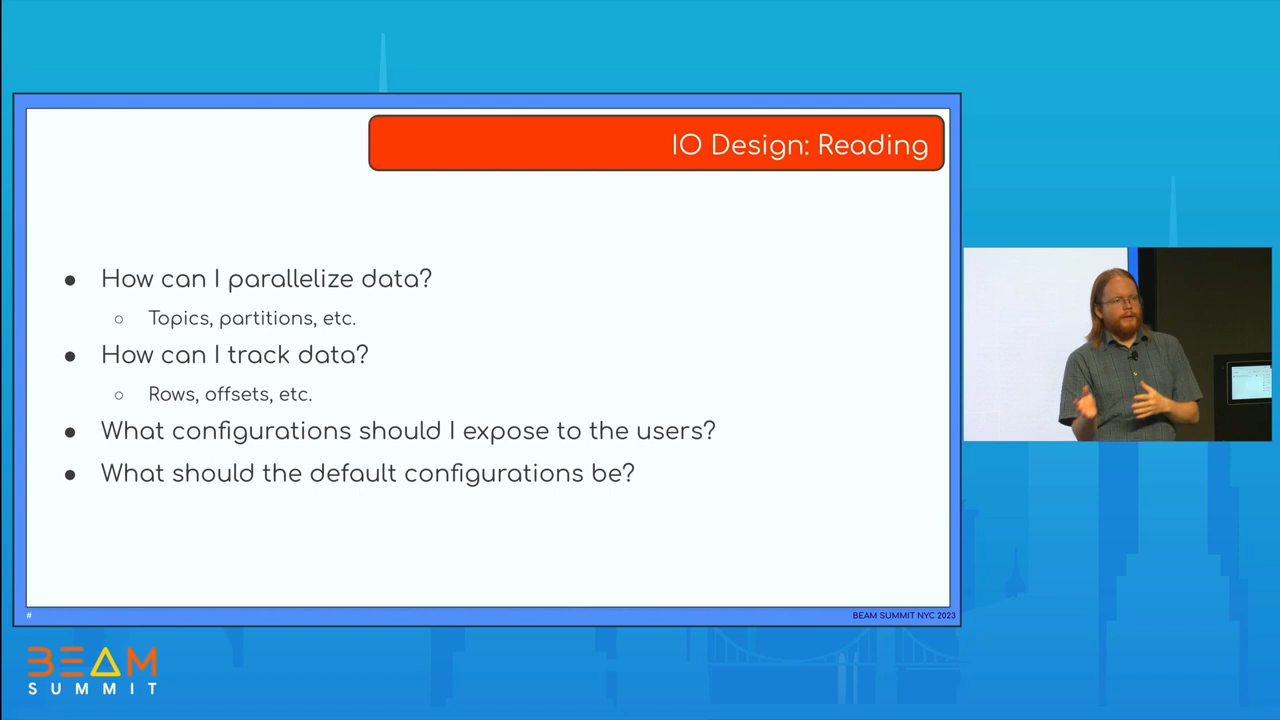 IO Design: Reading
● How can I parallelize data?
○ Topics, partitions, etc.
● How can I track data?
○ Rows, offsets, etc.
● What configurations should I expose to the users?
● What should the default configurations be?
#
BEAM SUMMIT NYC 2023
BEAM
SUMMIT